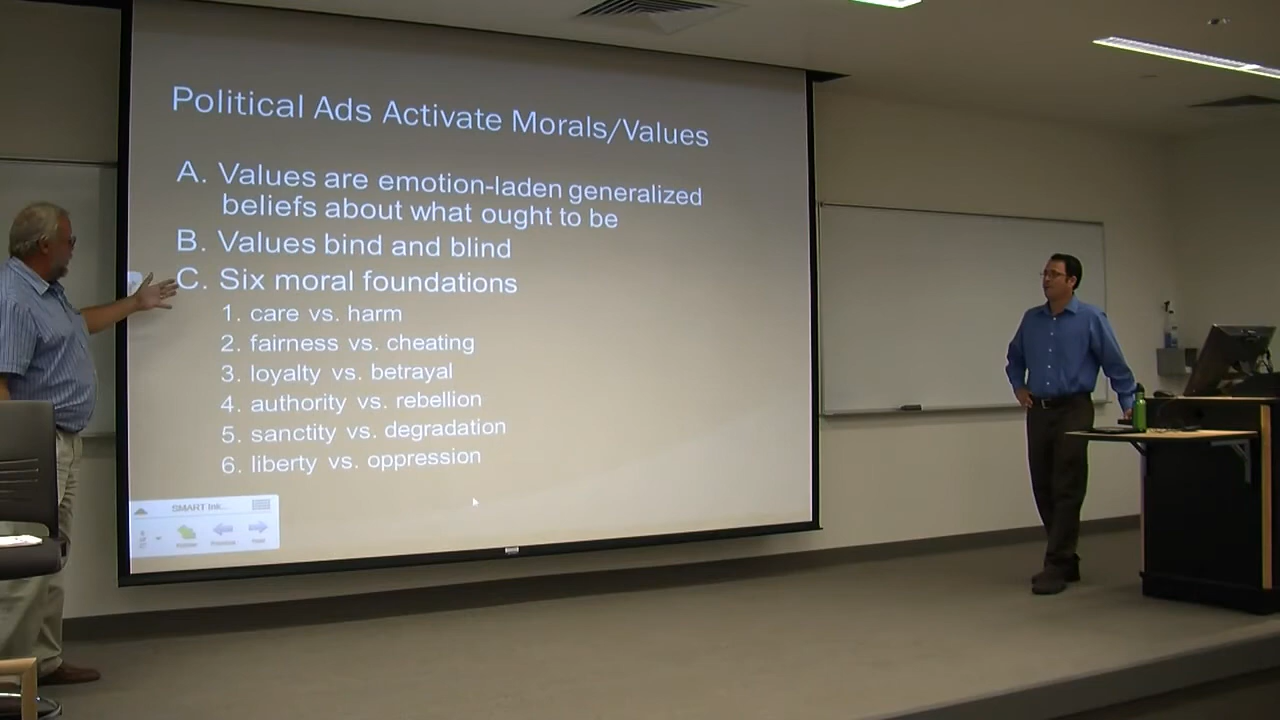 Political Ads Activate Morals/Values
A. Values are emotion-laden generalized
beliefs about what ought to be
B. Values bind and blind
C. Six moral foundations
1. care vs. harm
2. fairness vs. cheating
3. loyalty vs. betrayal
4. authority vs. rebellion
5. sanctity vs. degradation
6. liberty vs. oppression
SMART Ink...